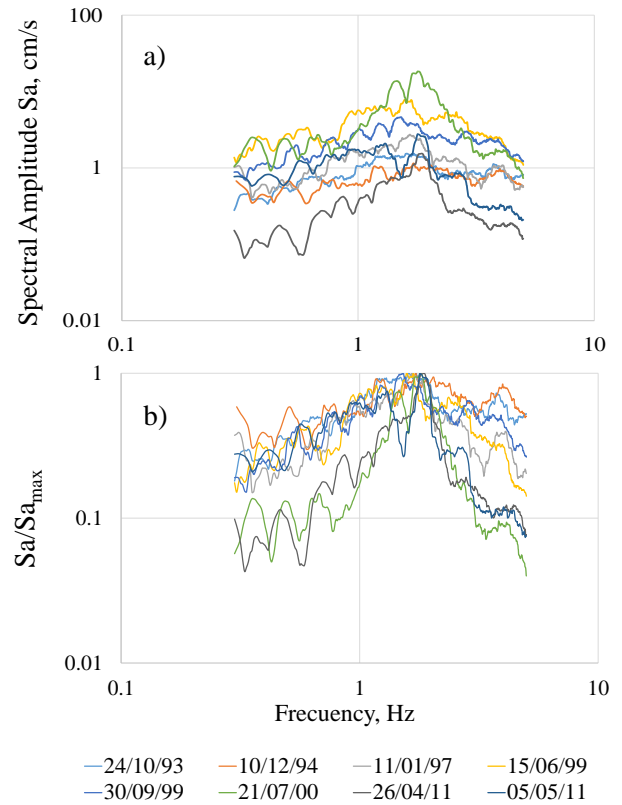 100
a)
1
Spectral Amplitude Sa, cm/s
0.01
0.1 1 10
1
b)
0.1
Sa/Samax
0.01
0.1 1 10
Frecuency, Hz
24/10/93 10/12/94 11/01/97 15/06/99
30/09/99 21/07/00 26/04/11 05/05/11